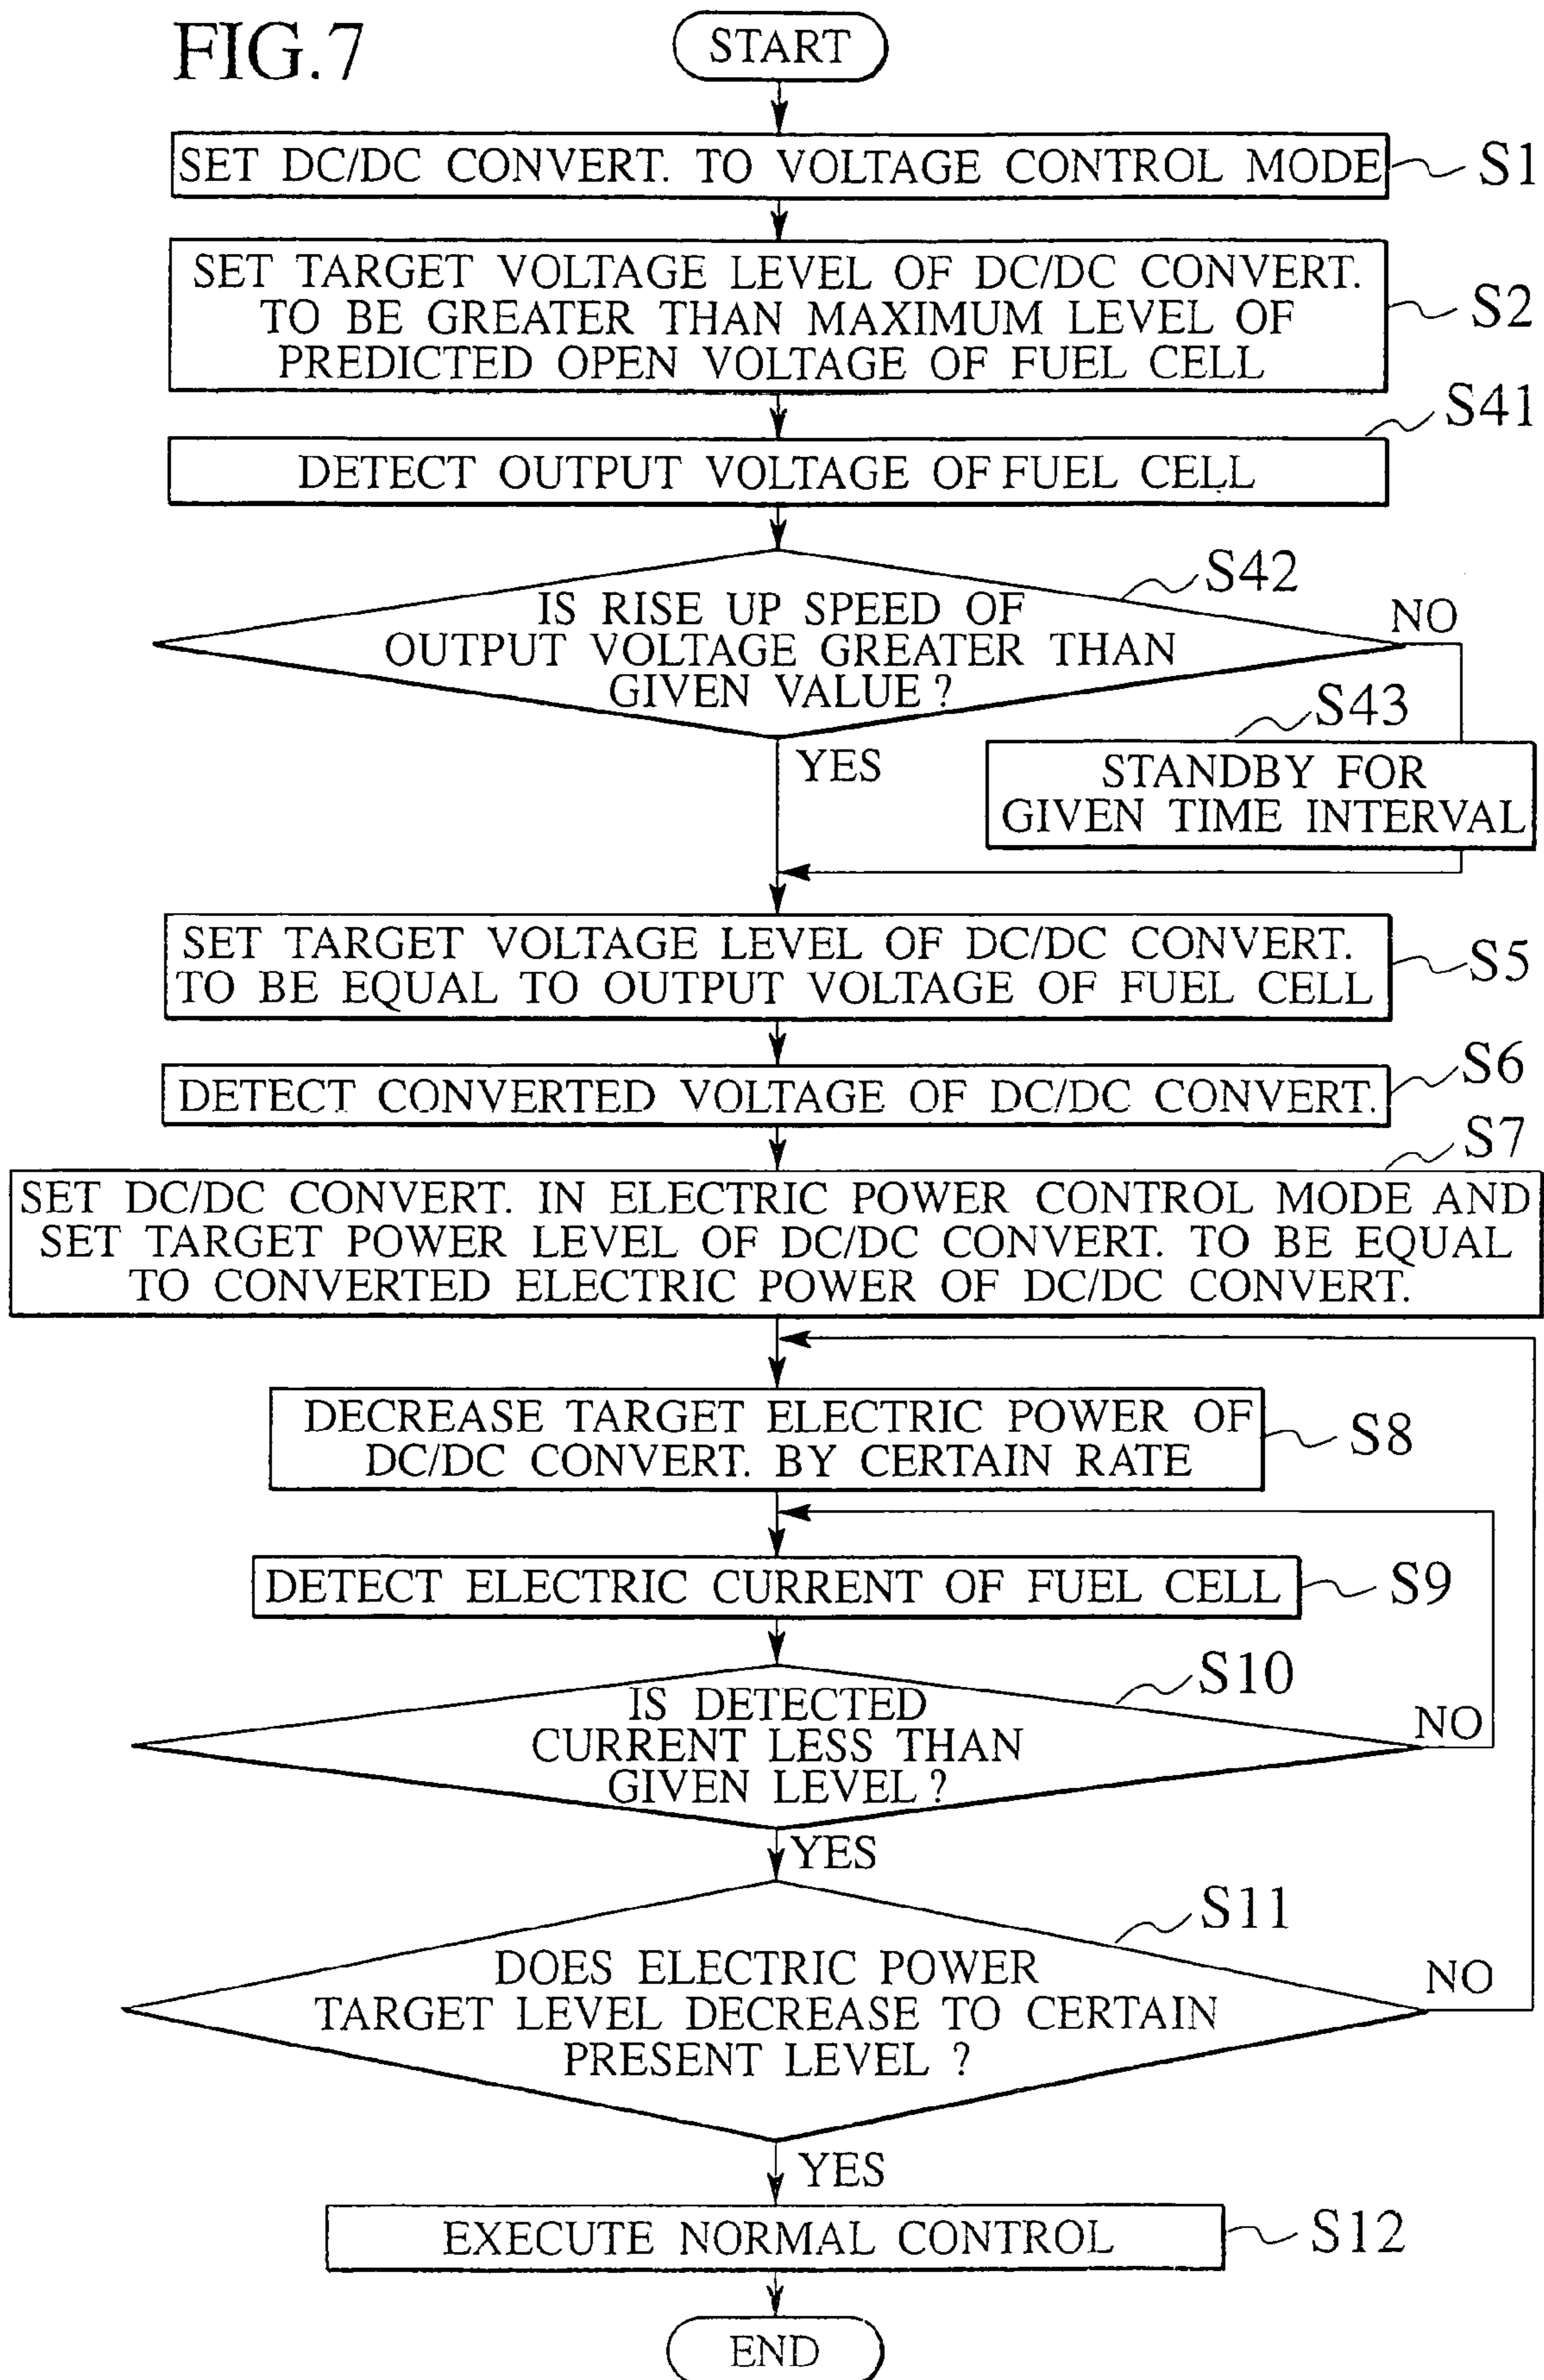 FIG.7
START
SET DC/DC CONVERT. TO VOLTAGE CONTROL MODE
S1
SET TARGET VOLTAGE LEVEL OF DC/DC CONVERT.
TO BE GREATER THAN MAXIMUM LEVEL OF
PREDICTED OPEN VOLTAGE OF FUEL CELL
S2
S41
DETECT OUTPUT VOLTAGE OF FUEL CELL
S42
IS RISE UP SPEED OF
OUTPUT VOLTAGE GREATER THAN
GIVEN VALUE ?
NO
S43
YES
STANDBY FOR
GIVEN TIME INTERVAL
SET TARGET VOLTAGE LEVEL OF DC/DC CONVERT.
TO BE EQUAL TO OUTPUT VOLTAGE OF FUEL CELL
S5
DETECT CONVERTED VOLTAGE OF DC/DC CONVERT.
S6
S7
SET DC/DC CONVERT. IN ELECTRIC POWER CONTROL MODE AND
SET TARGET POWER LEVEL OF DC/DC CONVERT. TO BE EQUAL
TO CONVERTED ELECTRIC POWER OF DC/DC CONVERT.
DECREASE TARGET ELECTRIC POWER OF
DC/DC CONVERT. BY CERTAIN RATE
S8
DETECT ELECTRIC CURRENT OF FUEL CELL
S9
S10
IS DETECTED
CURRENT LESS THAN
GIVEN LEVEL ?
NO
YES
S11
DOES ELECTRIC POWER
TARGET LEVEL DECREASE TO CERTAIN
PRESENT LEVEL ?
NO
YES
EXECUTE NORMAL CONTROL
S12
END